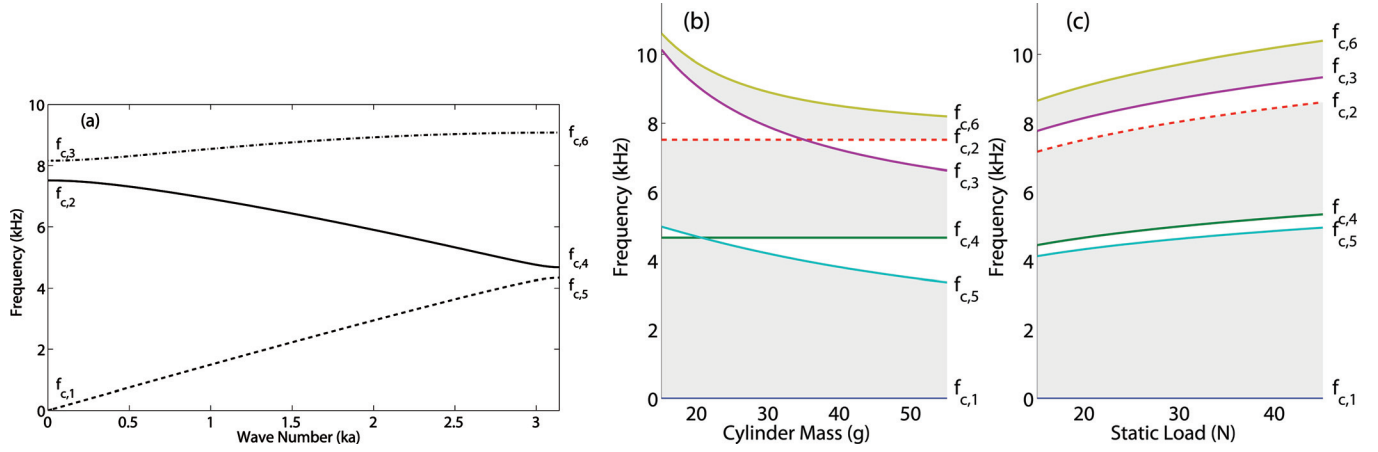 (a)
10
8
6
4
2
0
Frequency (kHz)
f c,3
f c,2
f c,1
f c,6
f c,4
f c,5
0 0.5 1 1.5 2 2.5 3
Wave Number (ka)
(b)
10
8
6
4
2
0
Frequency (kHz)
f c,6
f c,2
f c,3
f c,4
f c,5
f c,1
20 30 40 50
Cylinder Mass (g)
(c)
10
8
6
4
2
0
Frequency (kHz)
f c,6
f c,3
f c,2
f c,4
f c,5
f c,1
20 30 40
Static Load (N)